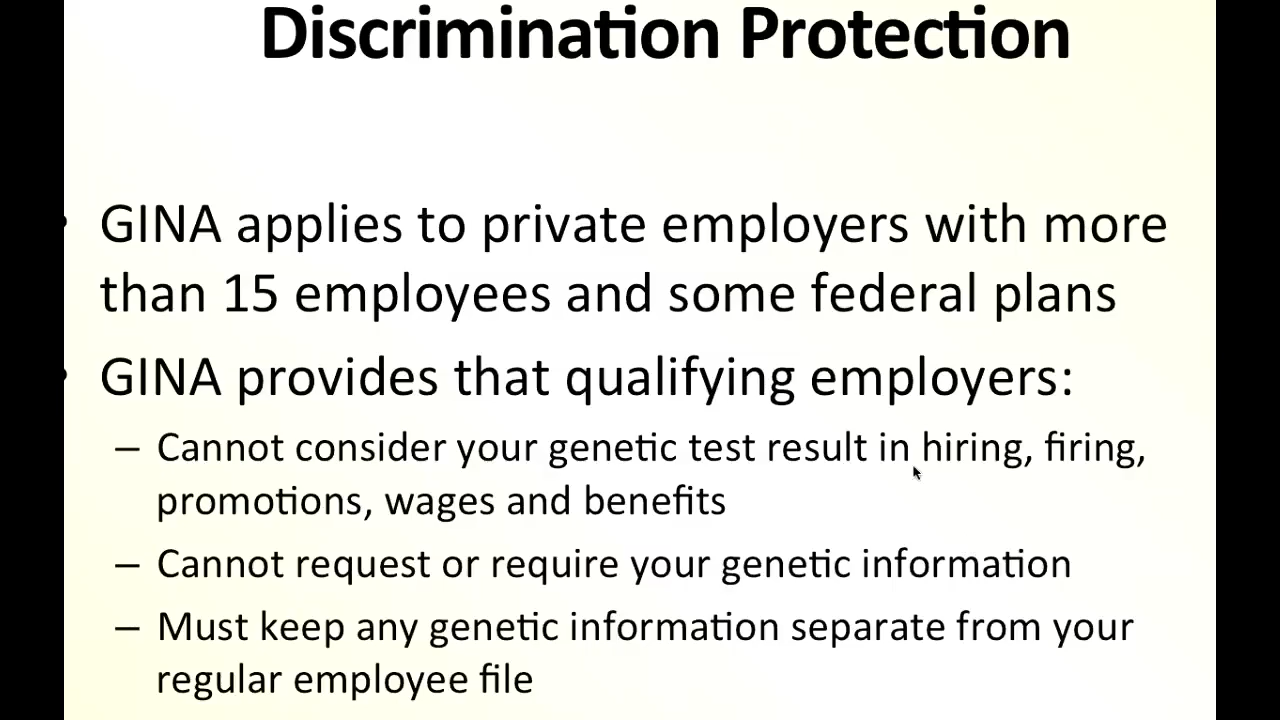 Discrimination Protection
• GINA applies to private employers with more
than 15 employees and some federal plans
• GINA provides that qualifying employers:
– Cannot consider your genetic test result in hiring, firing,
promotions, wages and benefits
– Cannot request or require your genetic information
– Must keep any genetic information separate from your
regular employee file